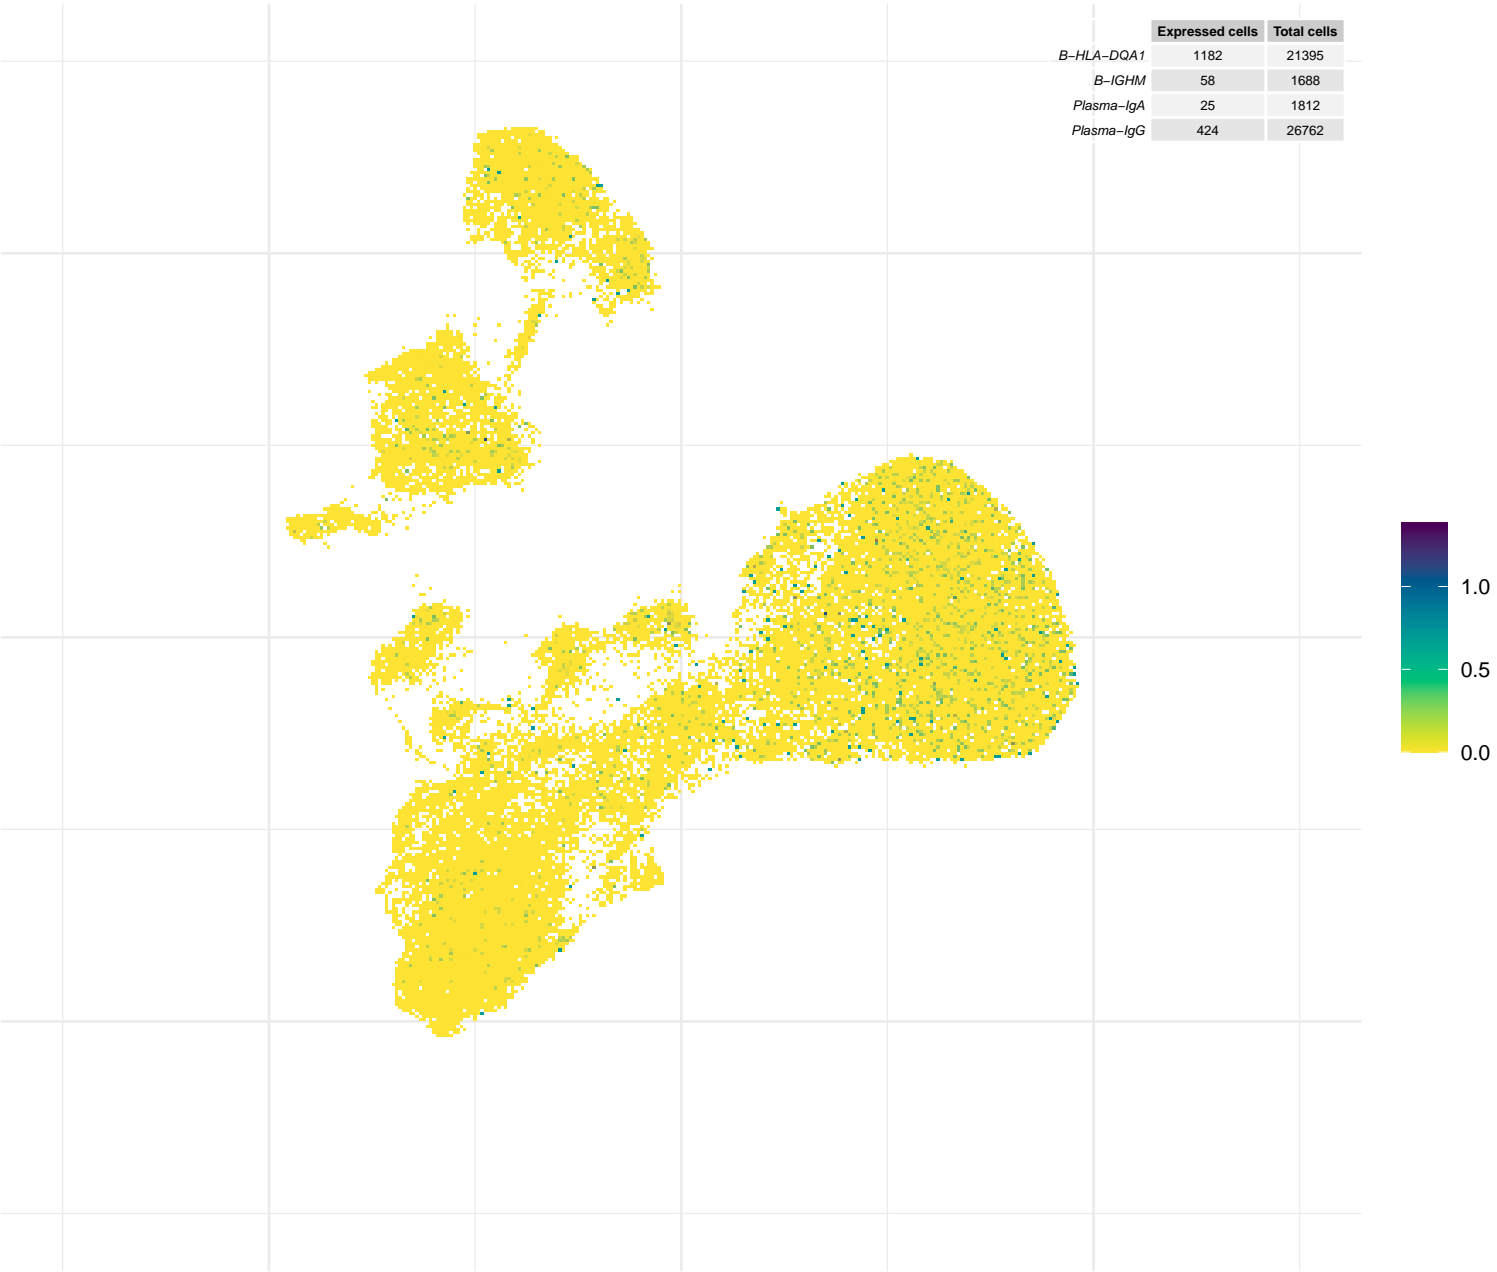 Expressed cells Total cells
B−HLA−DQA1 1182 21395
B−IGHM 58 1688
Plasma−IgA 25 1812
Plasma−IgG 424 26762
1.0
0.5
0.0